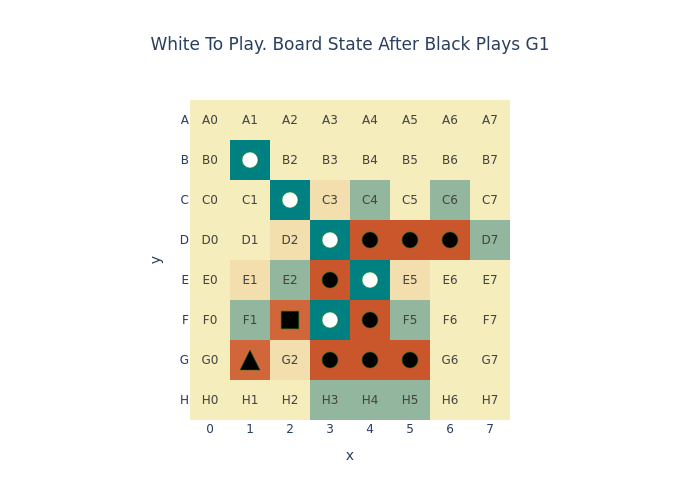 White To Play. Board State After Black Plays G1
A A0 A1 A2 A3 A4 A5 A6 A7
B B0 B2 B3 B4 B5 B6 B7
C C0 C1 C3 C4 C5 C6 C7
D D0 D1 D2 D7
E E0 E1 E2 E5 E6 E7
F F0 F1 F5 F6 F7
G G0 G2 G6 G7
H H0 H1 H2 H3 H4 H5 H6 H7
0 1 2 3 4 5 6 7
x
y